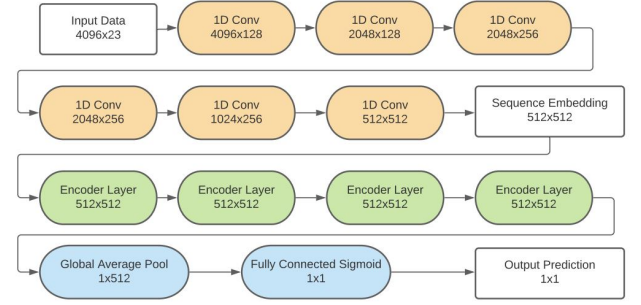 Input Data
4096x23
1D Conv
4096x128
1D Conv
2048x128
1D Conv
2048x256
1D Conv
2048x256
1D Conv
1024x256
1D Conv
512x512
Sequence Embedding
512x512
Encoder Layer
512x512
Encoder Layer
512x512
Encoder Layer
512x512
Encoder Layer
512x512
Global Average Pool
1x512
Fully Connected Sigmoid
1x1
Output Prediction
1x1